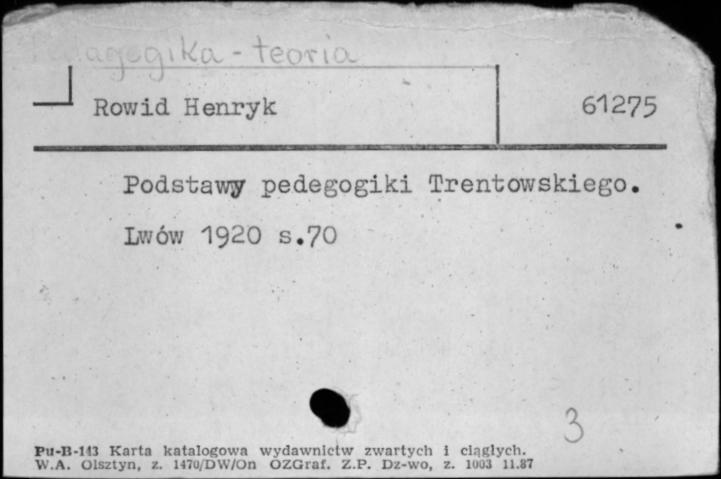 Pedagogika - teoria
Rowid Henryk 61275
Podstawy pedegogiki Trentowskiego.
Lwów 1920 s.70
3
Pu-B-143 Karta katalogowa wydawnictw zwartych i ciągłych.
W.A. Olsztyn, z. 1470/DW/On OZGraf. Z.P. Dz-wo, z. 1003 11.87